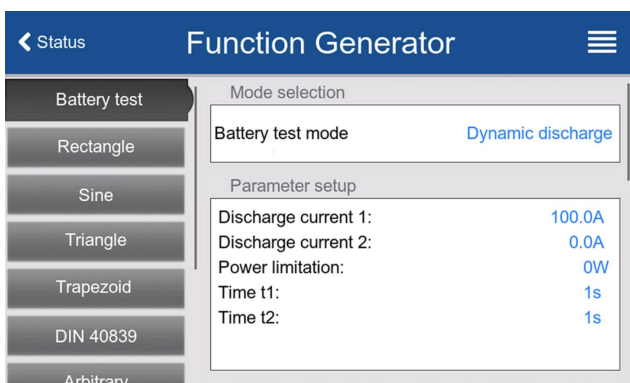 Status
Function Generator
Battery test
Rectangle
Sine
Triangle
Trapezoid
DIN 40839
Arbitrary
Mode selection
Battery test mode Dynamic discharge
Parameter setup
Discharge current 1: 100.0A
Discharge current 2: 0.0A
Power limitation: 0W
Time t1: 1s
Time t2: 1s